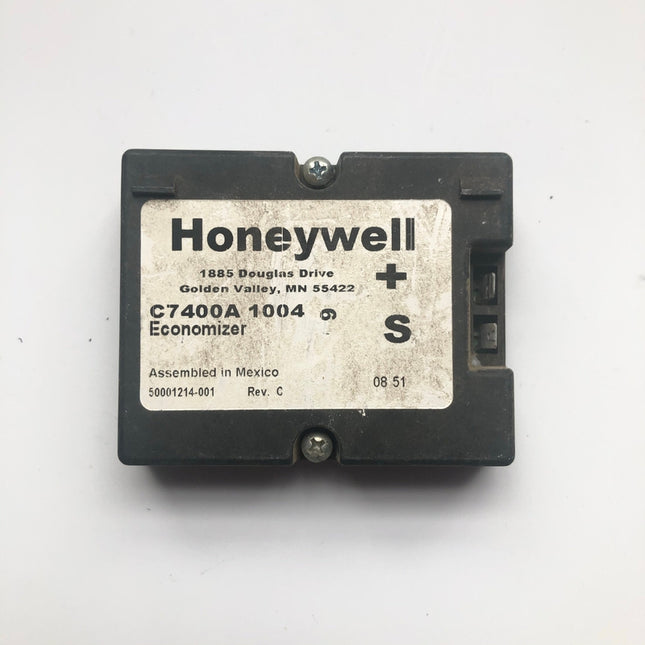 Honeywell
1885 Douglas Drive
Golden Valley, MN 55422
+
C7400A 1004 6
Economizer
S
Assembled in Mexico
08 51
50001214-001 Rev. C